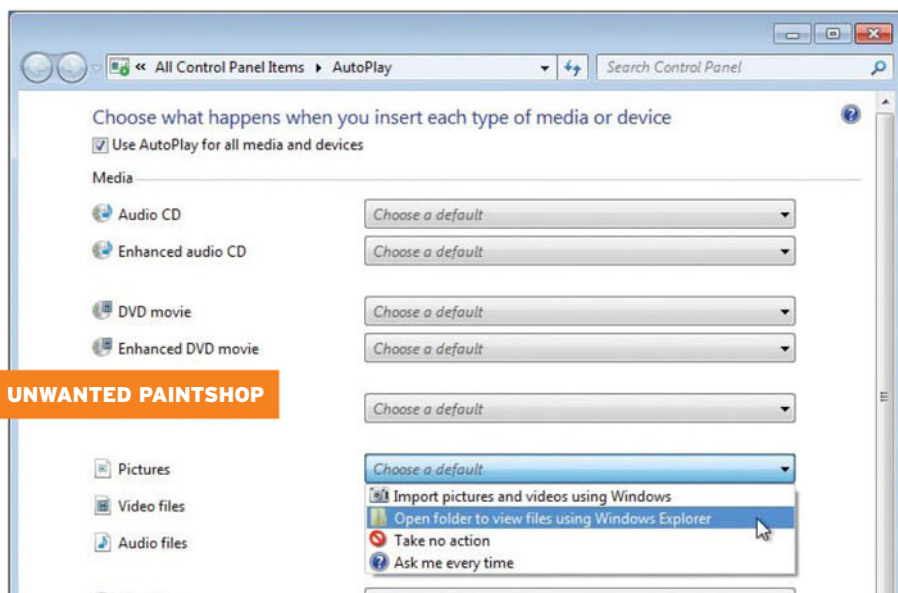 « All Control Panel Items ▸ AutoPlay
Search Control Panel
Choose what happens when you insert each type of media or device
Use AutoPlay for all media and devices
Media
Audio CD
Choose a default
Enhanced audio CD
Choose a default
DVD movie
Choose a default
Enhanced DVD movie
Choose a default
UNWANTED PAINTSHOP
Choose a default
Pictures
Choose a default
Import pictures and videos using Windows
Video files
Open folder to view files using Windows Explorer
Take no action
Audio files
Ask me every time